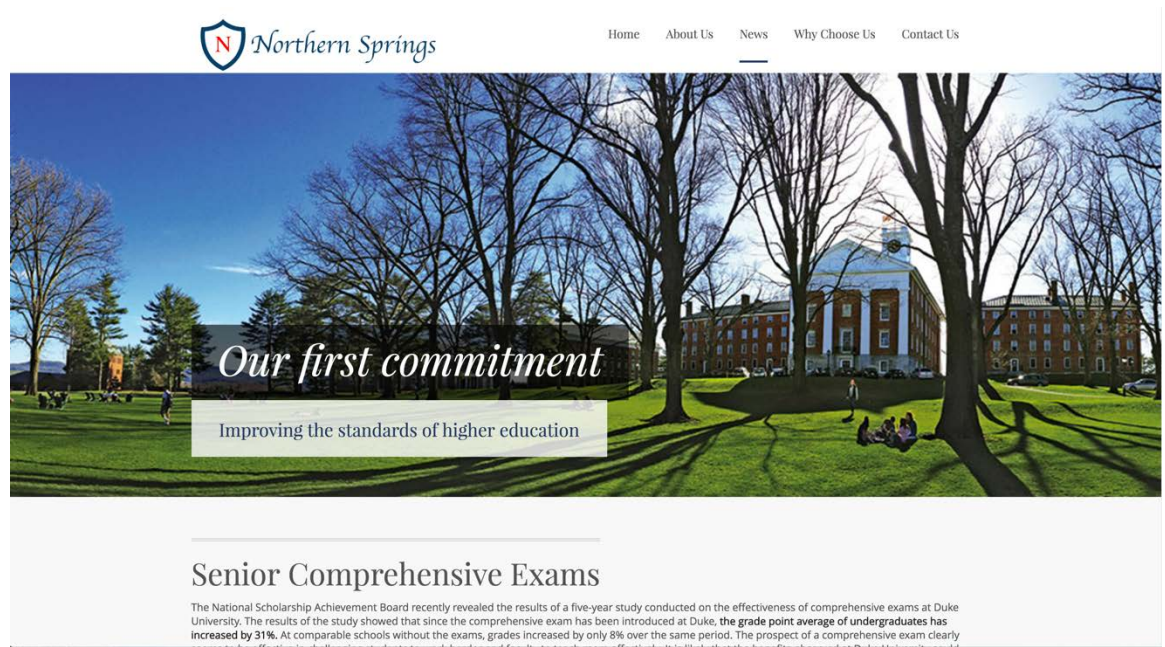 N Northern Springs
Home About Us News Why Choose Us Contact Us
Our first commitment
Improving the standards of higher education
Senior Comprehensive Exams
The National Scholarship Achievement Board recently revealed the results of a five-year study conducted on the effectiveness of comprehensive exams at Duke
University. The results of the study showed that since the comprehensive exam has been introduced at Duke, the grade point average of undergraduates has
increased by 31%. At comparable schools without the exams, grades increased by only 8% over the same period. The prospect of a comprehensive exam clearly